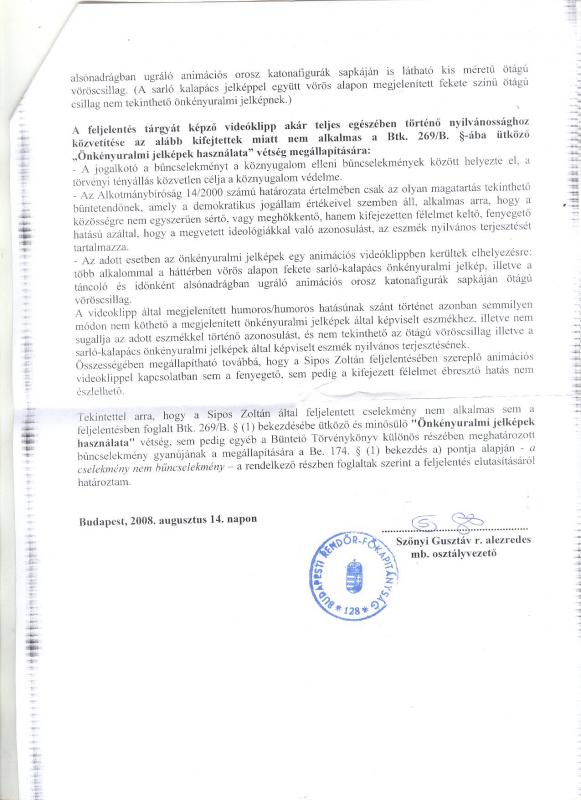 alsónadrágban ugráló animációs orosz katonafigurák sapkáján is látható kis méretű ötágú
vöröscsillag. (A sarló kalapács jelképpel együtt vörös alapon megjelenített fekete színű ötágú
csillag nem tekinthető önkényuralmi jelképnek.)
A feljelentés tárgyát képző videóklipp akár teljes egészében történő nyilvánossághoz
közvetítése az alább kifejtettek miatt nem alkalmas a Btk. 269/B. §-ába ütköző
„Önkényuralmi jelképek használata” vétség megállapítására:
- A jogalkotó a bűncselekményt a köznyugalom elleni bűncselekmények között helyezte el, a
törvényi tényállás közvetlen célja a köznyugalom védelme.
- Az Alkotmánybíróság 14/2000 számú határozata értelmében csak az olyan magatartás tekinthető
büntetendőnek, amely a demokratikus jogállam értékeivel szemben áll, alkalmas arra, hogy a
közösségre nem egyszerűen sértő, vagy meghökkentő, hanem kifejezetten félelmet keltő, fenyegető
hatású azáltal, hogy a megvetett ideológiákkal való azonosulást, az eszmék nyilvános terjesztését
tartalmazza.
- Az adott esetben az önkényuralmi jelképek egy animációs videóklippben kerültek elhelyezésre:
több alkalommal a háttérben vörös alapon fekete sarló-kalapács önkényuralmi jelkép, illetve a
táncoló és időnként alsónadrágban ugráló animációs orosz katonafigurák sapkáján ötágú
vöröscsillag.
A videóklipp által megjelenített humoros/humoros hatásúnak szánt történet azonban semmilyen
módon nem köthető a megjelenített önkényuralmi jelképek által képviselt eszmékhez, illetve nem
sugallja az adott eszmékkel történő azonosulást, és nem tekinthető az ötágú vöröscsillag illetve a
sarló-kalapács önkényuralmi jelképek által képviselt eszmék nyilvános terjesztésének.
Összességében megállapítható továbbá, hogy a Sipos Zoltán feljelentésében szereplő animációs
videóklippel kapcsolatban sem a fenyegető, sem pedig a kifejezett félelmet ébresztő hatás nem
észlelhető.
Tekintettel arra, hogy a Sipos Zoltán által feljelentett cselekmény nem alkalmas sem a
feljelentésben foglalt Btk. 269/B. § (1) bekezdésébe ütköző és minősülő "Önkényuralmi jelképek
használata" vétség, sem pedig egyéb a Büntető Törvénykönyv különös részében meghatározott
bűncselekmény gyanújának a megállapítására a Be. 174. § (1) bekezdés a) pontja alapján - a
cselekmény nem bűncselekmény – a rendelkező részben foglaltak szerint a feljelentés elutasításáról
határoztam.
Budapest, 2008. augusztus 14. napon
Szőnyi Gusztáv r. alezredes
mb. osztályvezető
BUDAPESTI RENDŐR-FŐKAPITÁNYSÁG
* 128 *